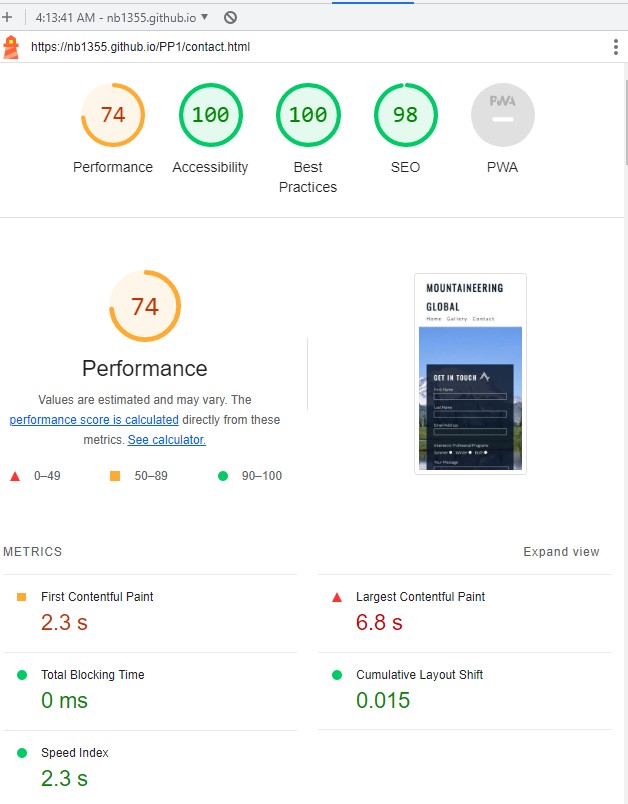 4:13:41 AM - nb1355.github.io
https://nb1355.github.io/PP1/contact.html
74
100
100
98
PWA
Performance
Accessibility
Best
Practices
SEO
PWA
74
Performance
Values are estimated and may vary. The
performance score is calculated directly from these
metrics. See calculator.
0–49
50–89
90–100
MOUNTAINEERING
GLOBAL
Home Gallery Contact
GET IN TOUCH
First Name
Last Name
Email Address
Interested in Professional Programs
Summer Winter Both
Your Message
METRICS
Expand view
First Contentful Paint
2.3 s
Largest Contentful Paint
6.8 s
Total Blocking Time
0 ms
Cumulative Layout Shift
0.015
Speed Index
2.3 s